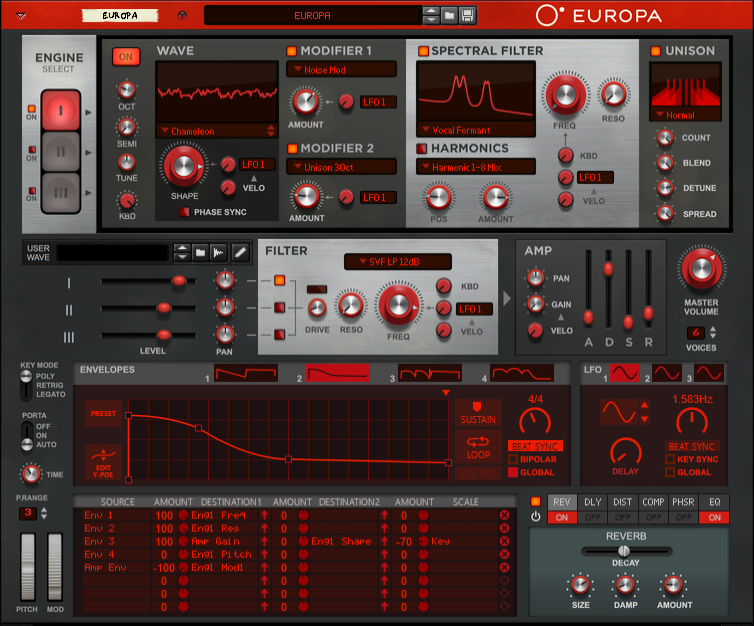 EUROPA
EUROPA
EUROPA
ENGINE
SELECT
ON
I
ON
II
ON
III
ON
OCT
SEMI
TUNE
KBD
WAVE
Chameleon
SHAPE
LFO 1
VELO
PHASE SYNC
MODIFIER 1
Noise Mod
AMOUNT
LFO 1
MODIFIER 2
Unison 3Oct
AMOUNT
LFO 1
SPECTRAL FILTER
Vocal Formant
FREQ
RESO
HARMONICS
Harmonic 1-8 Mix
POS
AMOUNT
KBD
LFO 1
VELO
UNISON
Normal
COUNT
BLEND
DETUNE
SPREAD
USER
WAVE
I
II
III
LEVEL
PAN
FILTER
SVF LP 12dB
DRIVE
RESO
FREQ
KBD
LFO 1
VELO
AMP
PAN
GAIN
VELO
A D S R
MASTER
VOLUME
6
VOICES
KEY MODE
POLY
RETRIG
LEGATO
PORTA
OFF
ON
AUTO
TIME
P.RANGE
3
PITCH MOD
ENVELOPES
1 2 3 4
PRESET
EDIT
Y-POS
SUSTAIN
LOOP
4/4
BEAT SYNC
BIPOLAR
GLOBAL
LFO
1 2 3
1.583Hz
DELAY
BEAT SYNC
KEY SYNC
GLOBAL
SOURCE AMOUNT DESTINATION1 AMOUNT DESTINATION2 AMOUNT SCALE
Env 1 100 Eng1 Freq 0 0
Env 2 100 Eng1 Res 0 0
Env 3 100 Amp Gain 0 Eng1 Shape -70 Key
Env 4 0 Eng1 Pitch 0 0
Amp Env -100 Eng1 Mod1 0 0
0 0 0
0 0 0
0 0 0
REV DLY DIST COMP PHSR EQ
ON OFF OFF OFF OFF ON
REVERB
DECAY
SIZE DAMP AMOUNT